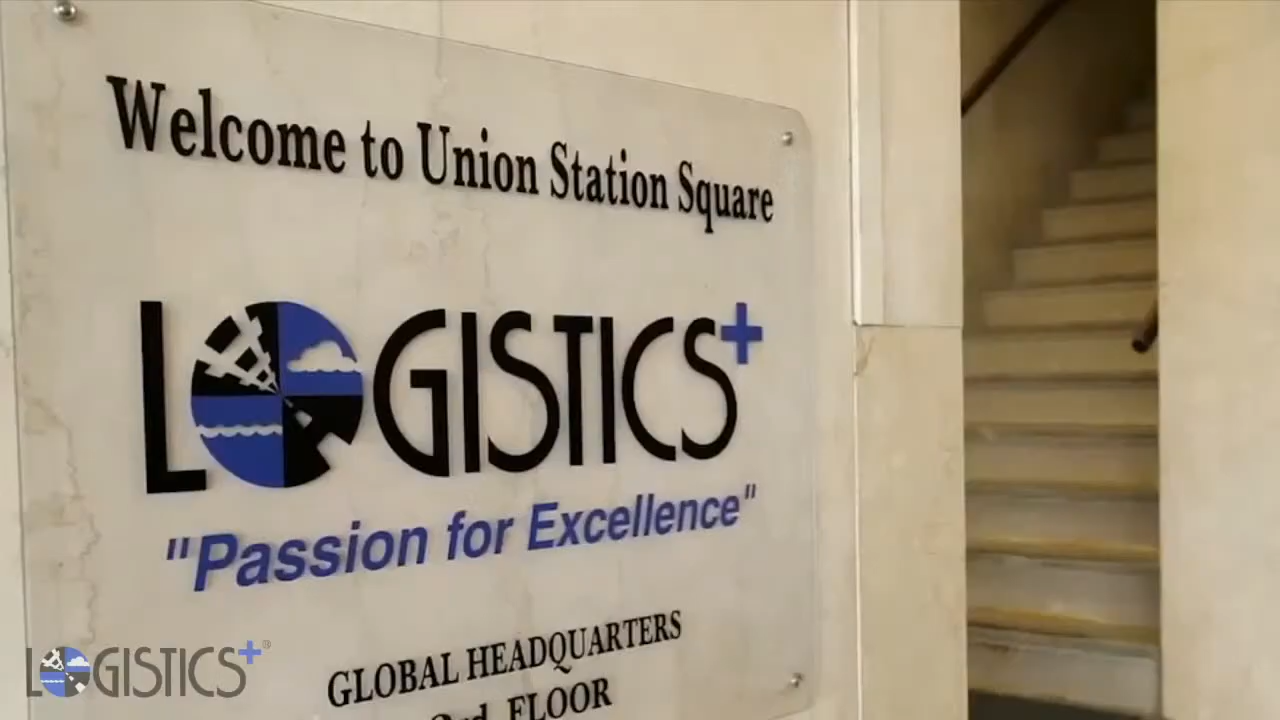 Welcome to Union Station Square
LOGISTICS+
"Passion for Excellence"
GLOBAL HEADQUARTERS
FLOOR
LOGISTICS+®